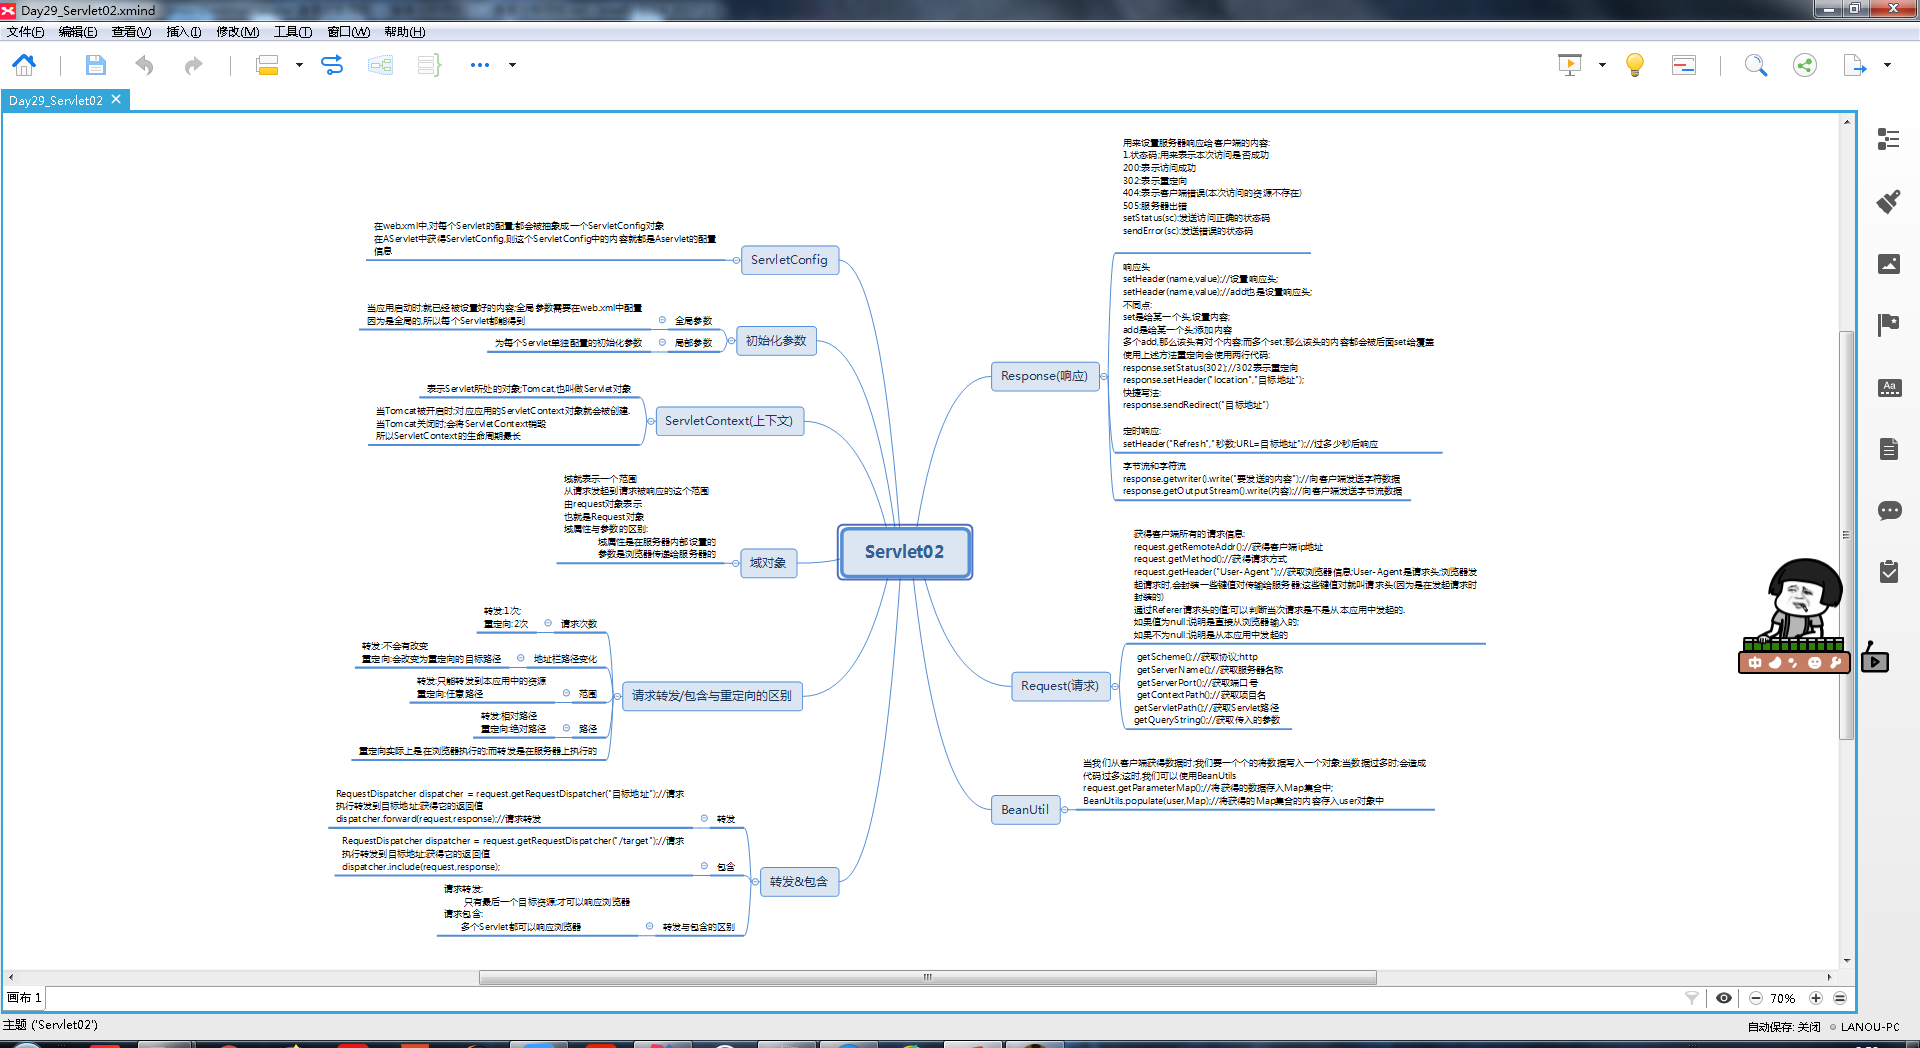 Day29_Servlet02.xmind
文件(F) 编辑(E) 查看(V) 插入(I) 修改(M) 工具(T) 窗口(W) 帮助(H)
Day29_Servlet02
用来设置服务器响应给客户端的内容:
1.状态码;用来表示本次访问是否成功
200:表示访问成功
302:表示重定向
404:表示客户端错误(本次访问的资源不存在)
505:服务器出错
setStatus(sc):发送访问正确的状态码
sendError(sc):发送错误的状态码
响应头
setHeader(name,value);//设置响应头;
setHeader(name,value);//add也是设置响应头;
不同点:
set是给某一个头,设置内容;
add是给某一个头;添加内容
多个add,那么该头有对个内容;而多个set;那么该头的内容都会被后面set给覆盖
使用上述方法重定向会使用两行代码:
response.setStatus(302);//302表示重定向
response.setHeader("location","目标地址");
快捷写法:
response.sendRedirect("目标地址")
定时响应:
setHeader("Refresh","秒数;URL=目标地址");//过多少秒后响应
字节流和字符流
response.getwriter().write("要发送的内容");//向客户端发送字符数据
response.getOutputStream().write(内容);//向客户端发送字节流数据
Response(响应)
获得客户端所有的请求信息:
request.getRemoteAddr();//获得客户端ip地址
request.getMethod();//获得请求方式
request.getHeader("User-Agent");//获取浏览器信息;User-Agent是请求头;浏览器发
起请求时,会封装一些键值对传输给服务器;这些键值对就叫请求头(因为是在发起请求时
封装的)
通过Referer请求头的值;可以判断当次请求是不是从本应用中发起的.
如果值为null:说明是直接从浏览器输入的;
如果不为null:说明是从本应用中发起的
getScheme();//获取协议;http
getServerName();//获取服务器名称
getServerPort();//获取端口号
getContextPath();//获取项目名
getServletPath();//获取Servlet路径
getQueryString();//获取传入的参数
Request(请求)
当我们从客户端获得数据时;我们要一个个的将数据写入一个对象;当数据过多时;会造成
代码过多;这时,我们可以使用BeanUtils
request.getParameterMap();//将获得的数据存入Map集合中;
BeanUtils.populate(user,Map);//将获得的Map集合的内容存入user对象中
BeanUtil
Servlet02
在web.xml中,对每个Servlet的配置;都会被抽象成一个ServletConfig对象
在AServlet中获得ServletConfig,则这个ServletConfig中的内容就都是Aservlet的配置
信息
ServletConfig
当应用启动时;就已经被设置好的内容;全局参数需要在web.xml中配置
因为是全局的,所以每个Servlet都能得到
全局参数
为每个Servlet单独配置的初始化参数
局部参数
初始化参数
表示Servlet所处的对象;Tomcat,也叫做Servlet对象
当Tomcat被开启时;对应应用的ServletContext对象就会被创建.
当Tomcat关闭时;会将ServletContext销毁
所以ServletContext的生命周期最长
ServletContext(上下文)
域就表示一个范围
从请求发起到请求被响应的这个范围
由request对象表示
也就是Request对象
域属性与参数的区别:
域属性是在服务器内部设置的
参数是浏览器传递给服务器的
域对象
转发:1次;
重定向:2次
请求次数
转发:不会有改变
重定向:会改变为重定向的目标路径
地址栏路径变化
转发:只能转发到本应用中的资源
重定向:任意路径
范围
转发:相对路径
重定向:绝对路径
路径
重定向实际上是在浏览器执行的;而转发是在服务器上执行的
请求转发/包含与重定向的区别
RequestDispatcher dispatcher = request.getRequestDispatcher("目标地址");//请求
执行转发到目标地址;获得它的返回值
dispatcher.forward(request,response);//请求转发
转发
RequestDispatcher dispatcher = request.getRequestDispatcher("/target");//请求
执行转发到目标地址;获得它的返回值
dispatcher.include(request,response);
包含
请求转发:
只有最后一个目标资源;才可以响应浏览器
请求包含:
多个Servlet都可以响应浏览器
转发与包含的区别
转发&包含
中
画布 1
70%
主题 ('Servlet02')
自动保存: 关闭
LANOU-PC